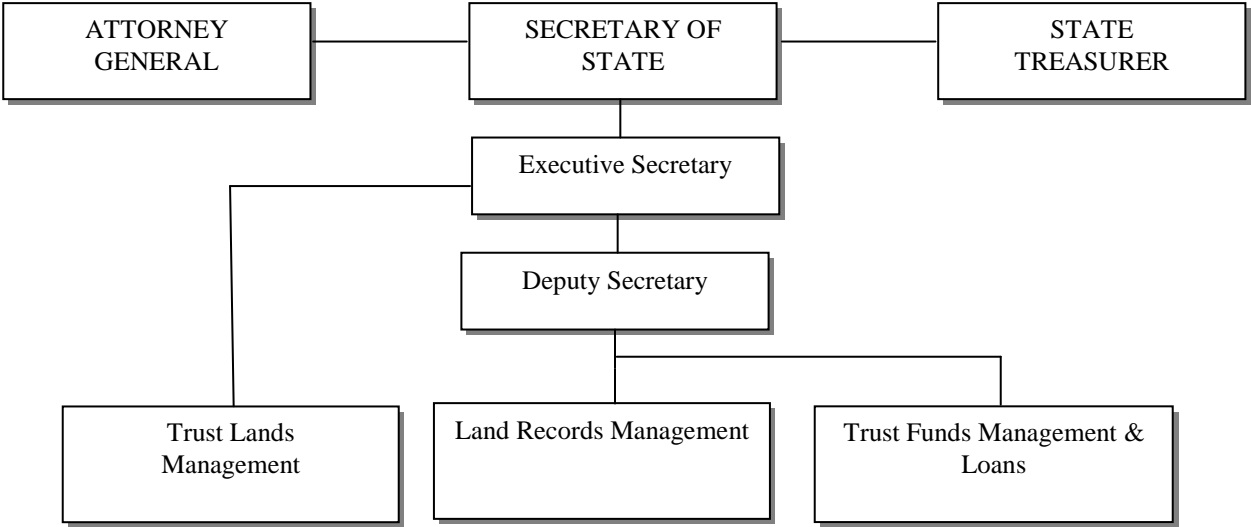 ATTORNEY
GENERAL
SECRETARY OF
STATE
STATE
TREASURER
Executive Secretary
Deputy Secretary
Trust Lands
Management
Land Records Management
Trust Funds Management &
Loans